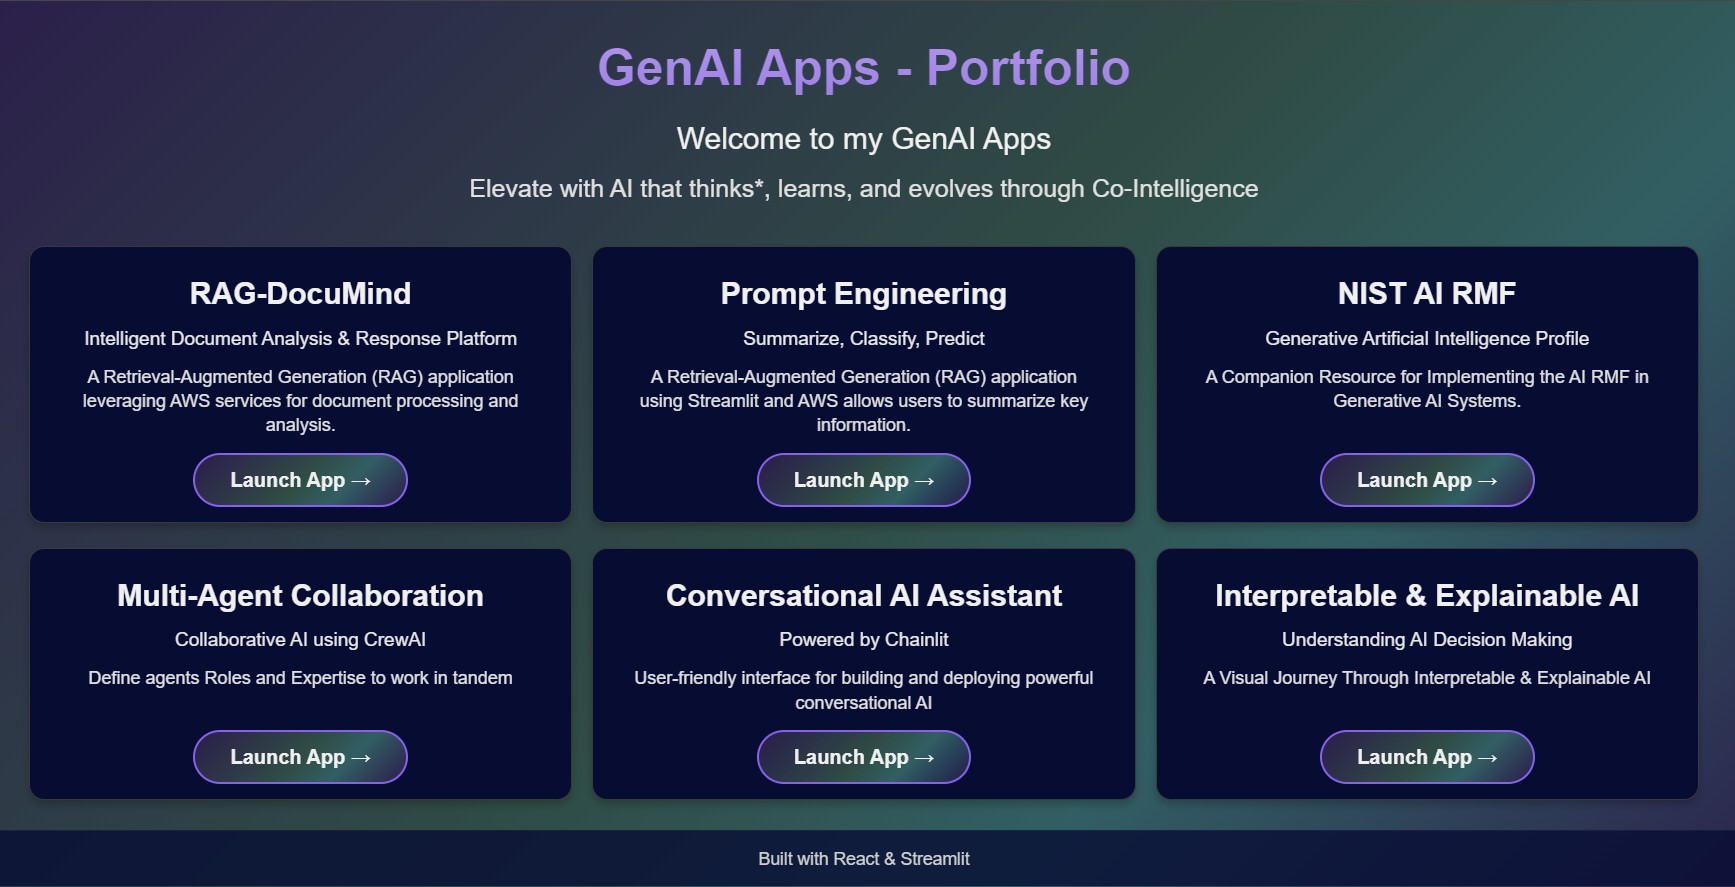 GenAI Apps - Portfolio
Welcome to my GenAI Apps
Elevate with AI that thinks*, learns, and evolves through Co-Intelligence
RAG-DocuMind
Intelligent Document Analysis & Response Platform
A Retrieval-Augmented Generation (RAG) application
leveraging AWS services for document processing and
analysis.
Launch App →
Prompt Engineering
Summarize, Classify, Predict
A Retrieval-Augmented Generation (RAG) application
using Streamlit and AWS allows users to summarize key
information.
Launch App →
NIST AI RMF
Generative Artificial Intelligence Profile
A Companion Resource for Implementing the AI RMF in
Generative AI Systems.
Launch App →
Multi-Agent Collaboration
Collaborative AI using CrewAI
Define agents Roles and Expertise to work in tandem
Launch App →
Conversational AI Assistant
Powered by Chainlit
User-friendly interface for building and deploying powerful
conversational AI
Launch App →
Interpretable & Explainable AI
Understanding AI Decision Making
A Visual Journey Through Interpretable & Explainable AI
Launch App →
Built with React & Streamlit